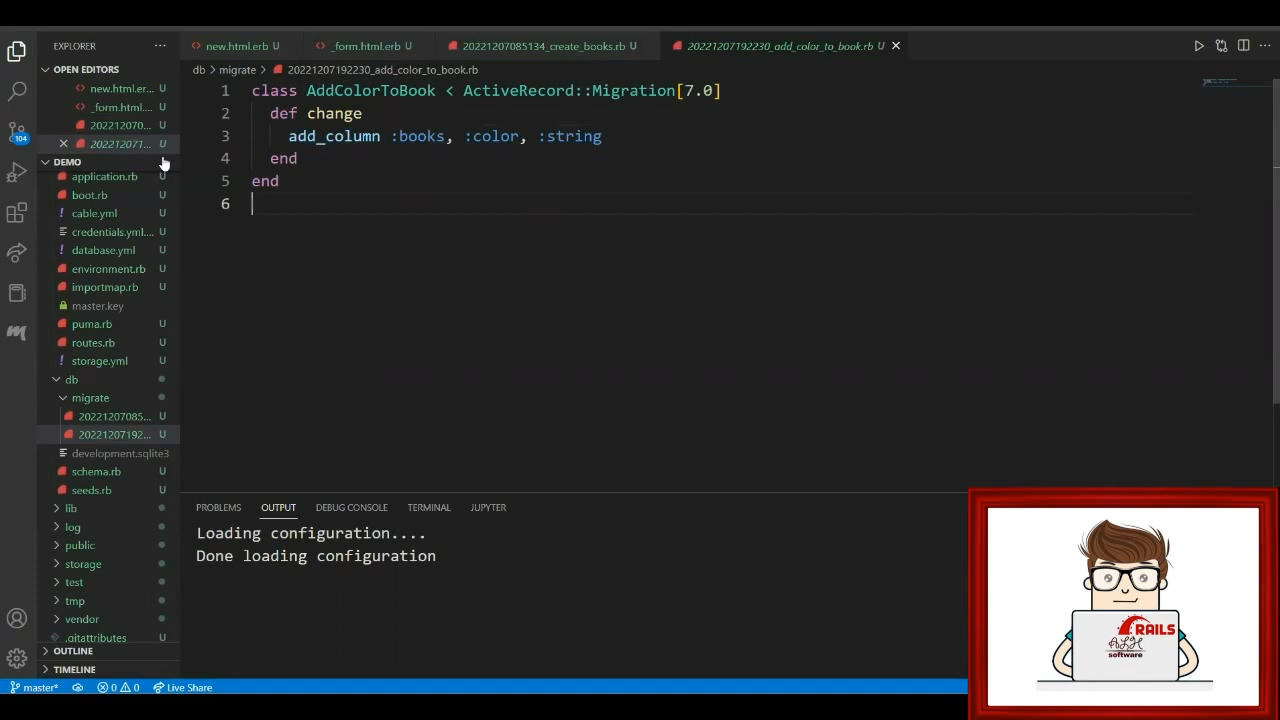 EXPLORER
new.html.erb U
_form.html.erb U
20221207085134_create_books.rb U
20221207192230_add_color_to_book.rb U
OPEN EDITORS
new.html.er... U
_form.html.... U
202212070... U
202212071... U
DEMO
application.rb U
boot.rb U
cable.yml U
credentials.yml.... U
database.yml U
environment.rb U
importmap.rb U
master.key
puma.rb U
routes.rb U
storage.yml U
db
migrate
20221207085... U
20221207192... U
development.sqlite3
schema.rb U
seeds.rb U
lib
log
public
storage
test
tmp
vendor
.gitattributes U
OUTLINE
TIMELINE
104
db > migrate > 20221207192230_add_color_to_book.rb
1 class AddColorToBook < ActiveRecord::Migration[7.0]
2 def change
3 add_column :books, :color, :string
4 end
5 end
6
PROBLEMS OUTPUT DEBUG CONSOLE TERMINAL JUPYTER
Loading configuration....
Done loading configuration
RAILS
ALH
software
master* 0 0 Live Share